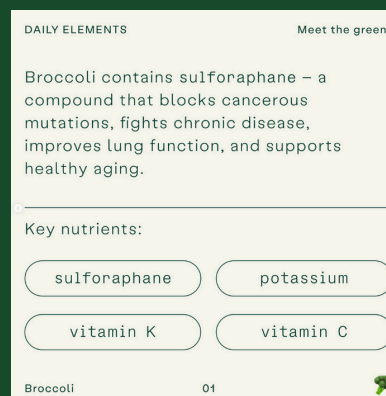 DAILY ELEMENTS
Meet the green
Broccoli contains sulforaphane – a
compound that blocks cancerous
mutations, fights chronic disease,
improves lung function, and supports
healthy aging.
Key nutrients:
sulforaphane
potassium
vitamin K
vitamin C
Broccoli
01